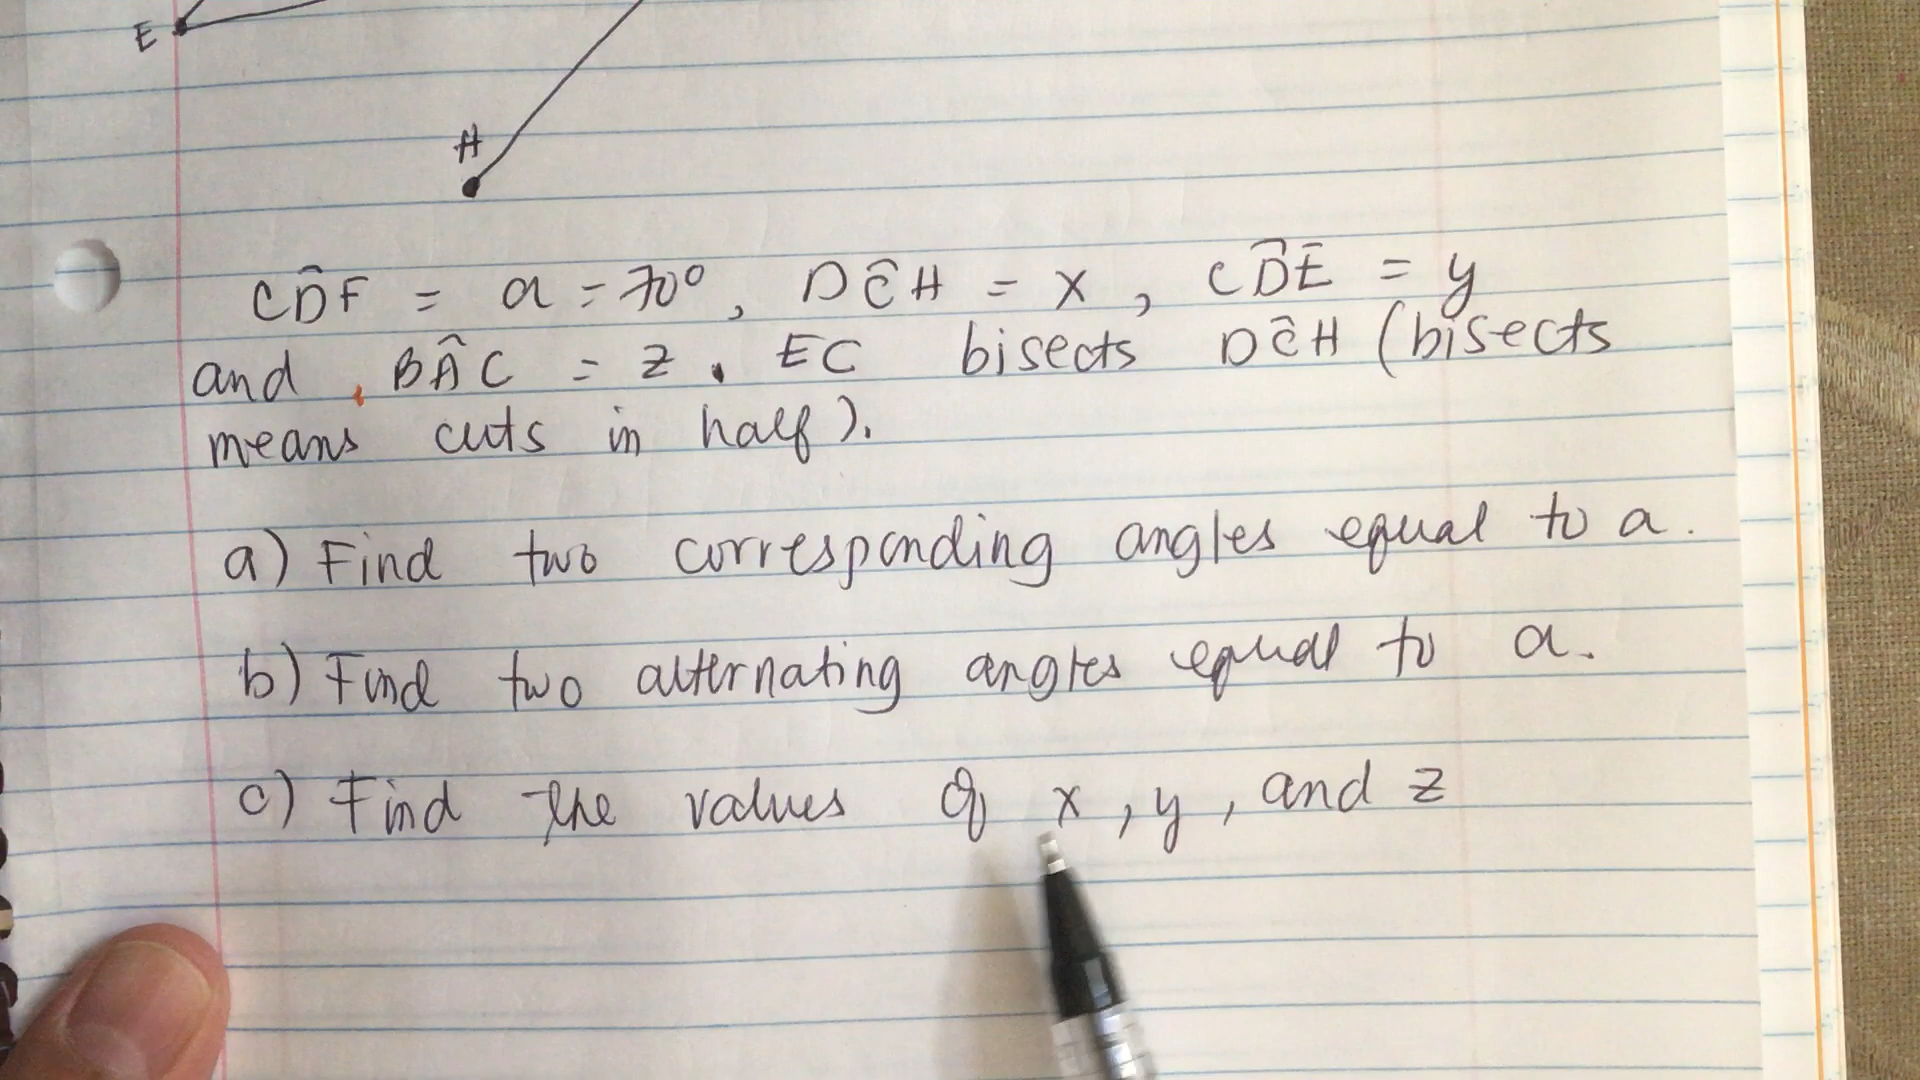 E
H
CD̂F = a = 70°, DĈH = x, CD̂E = y
and BÂC = z. EC bisects DĈH (bisects
means cuts in half).
a) Find two corresponding angles equal to a.
b) Find two alternating angles equal to a.
c) Find the values of x, y, and z